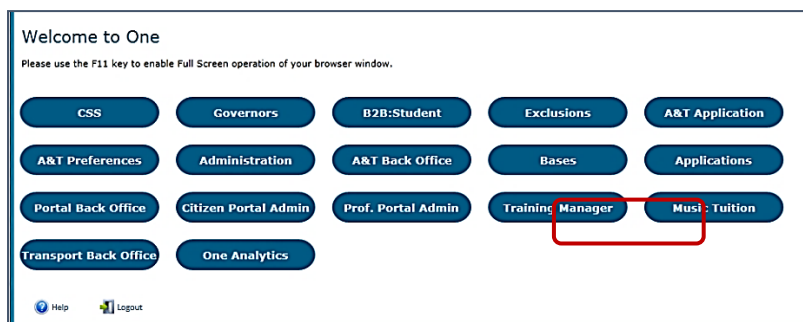 Welcome to One
Please use the F11 key to enable Full Screen operation of your browser window.
CSS Governors B2B:Student Exclusions A&T Application
A&T Preferences Administration A&T Back Office Bases Applications
Portal Back Office Citizen Portal Admin Prof. Portal Admin Training Manager Music Tuition
Transport Back Office One Analytics
Help Logout